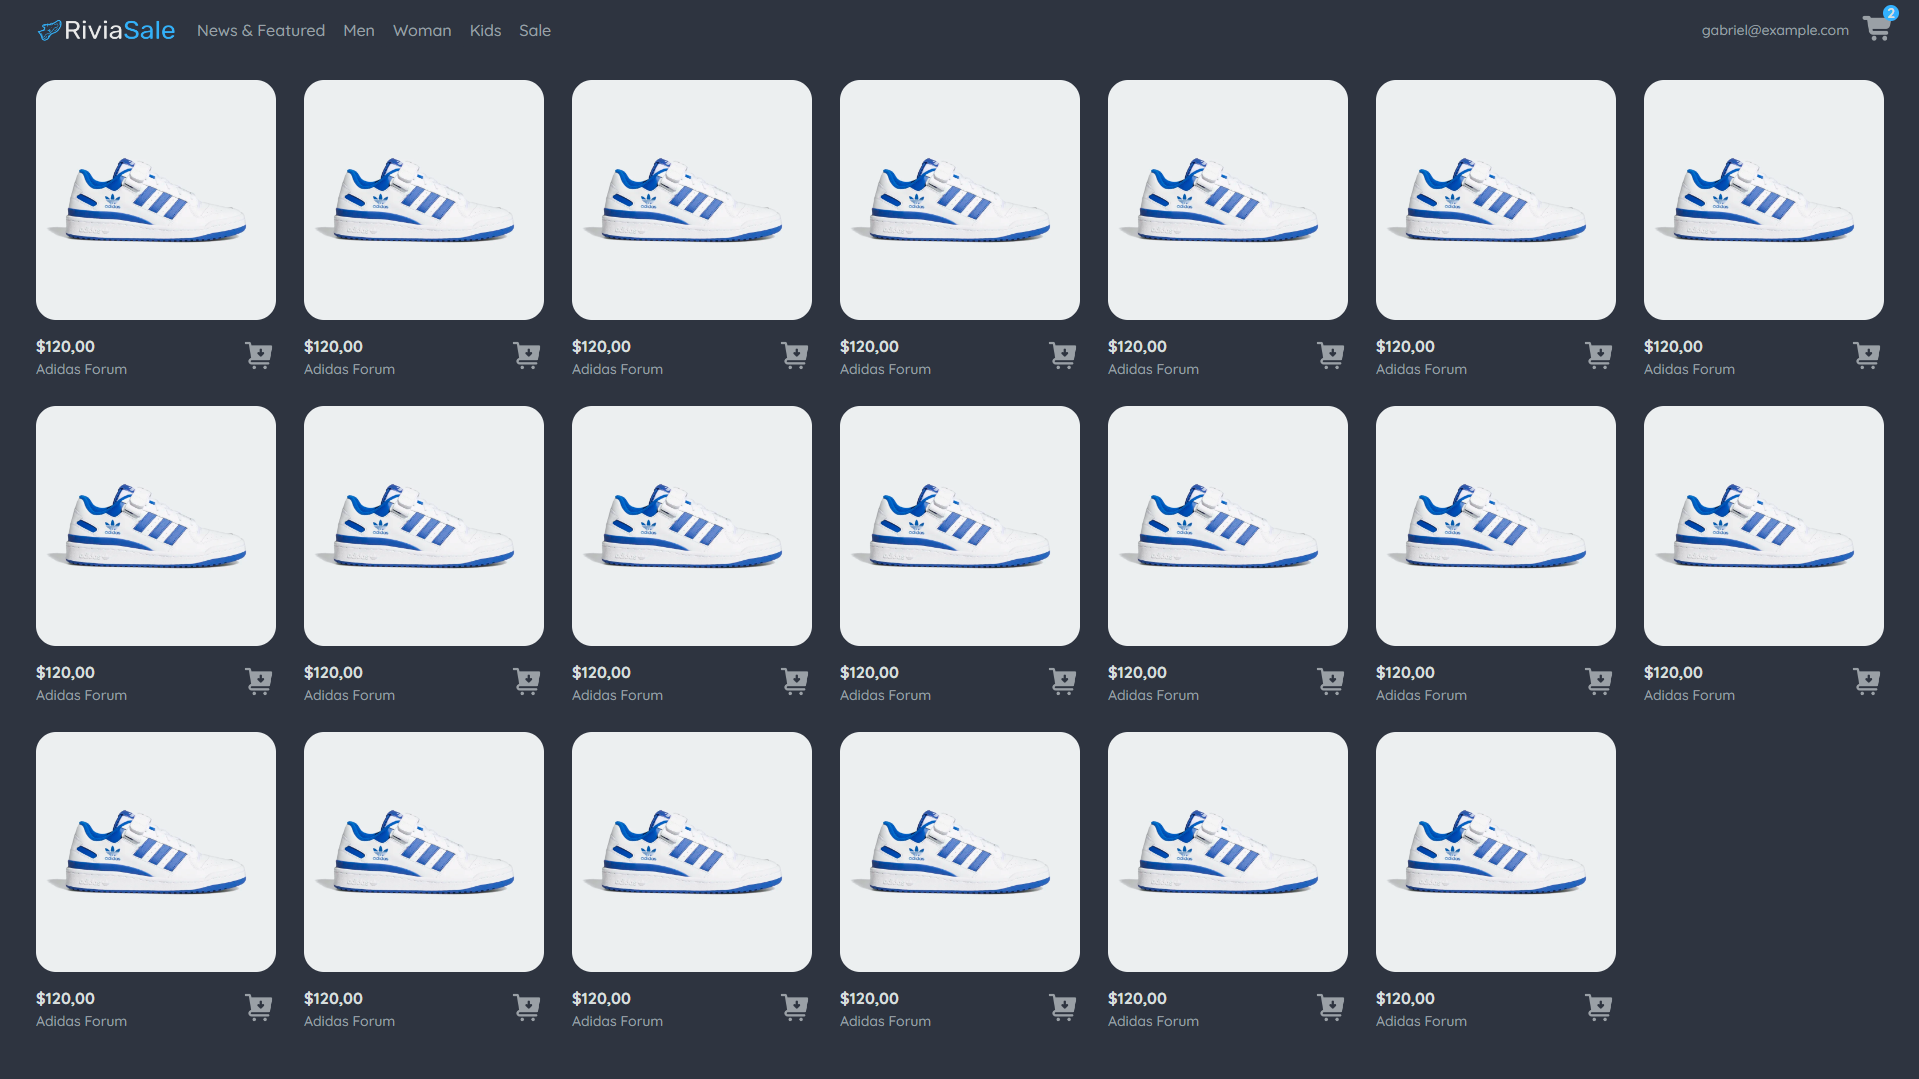 RiviaSale News & Featured Men Woman Kids Sale gabriel@example.com 2
$120,00 $120,00 $120,00 $120,00 $120,00 $120,00 $120,00
Adidas Forum Adidas Forum Adidas Forum Adidas Forum Adidas Forum Adidas Forum Adidas Forum
$120,00 $120,00 $120,00 $120,00 $120,00 $120,00 $120,00
Adidas Forum Adidas Forum Adidas Forum Adidas Forum Adidas Forum Adidas Forum Adidas Forum
$120,00 $120,00 $120,00 $120,00 $120,00 $120,00
Adidas Forum Adidas Forum Adidas Forum Adidas Forum Adidas Forum Adidas Forum